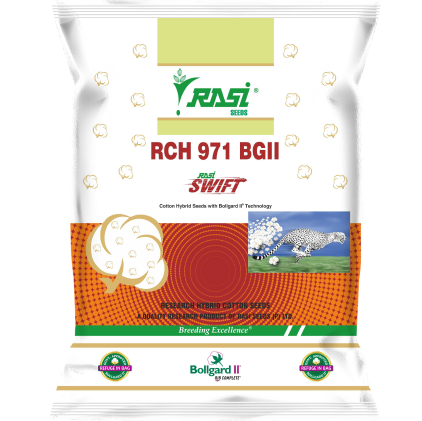 RASI®
SEEDS
RCH 971 BGII
RASI
SWIFT
Cotton Hybrid Seeds with Bollgard II® Technology
RESEARCH HYBRID COTTON SEEDS
A QUALITY RESEARCH PRODUCT OF RASI SEEDS (P) LTD.
Breeding Excellence®
REFUGE IN BAG
Bollgard II®
REFUGE IN BAG